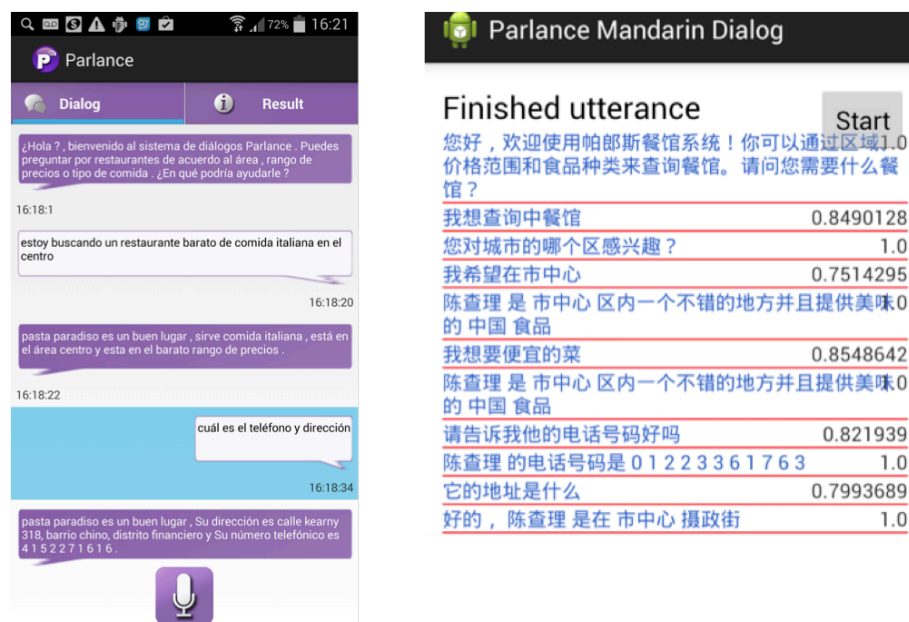 72% 16:21
Parlance
Dialog
Result
¿Hola ? , bienvenido al sistema de diálogos Parlance . Puedes
preguntar por restaurantes de acuerdo al área , rango de
precios o tipo de comida . ¿En qué podría ayudarle ?
16:18:1
estoy buscando un restaurante barato de comida italiana en el
centro
16:18:20
pasta paradiso es un buen lugar , sirve comida italiana , está en
el área centro y esta en el barato rango de precios .
16:18:22
cuál es el teléfono y dirección
16:18:34
pasta paradiso es un buen lugar , Su dirección es calle kearny
318, barrio chino, distrito financiero y Su número telefónico es
4 1 5 2 2 7 1 6 1 6 .
Parlance Mandarin Dialog
Finished utterance
Start
您好，欢迎使用帕郎斯餐馆系统！你可以通过区域 1.0
价格范围和食品种类来查询餐馆。请问您需要什么餐
馆？
我想查询中餐馆 0.8490128
您对城市的哪个区感兴趣？ 1.0
我希望在市中心 0.7514295
陈查理 是 市中心 区内一个不错的地方并且提供美味 1.0
的 中国 食品
我想要便宜的菜 0.8548642
陈查理 是 市中心 区内一个不错的地方并且提供美味 1.0
的 中国 食品
请告诉我他的电话号码好吗 0.821939
陈查理 的电话号码是 0 1 2 2 3 3 6 1 7 6 3 1.0
它的地址是什么 0.7993689
好的 ， 陈查理 是在 市中心 摄政街 1.0